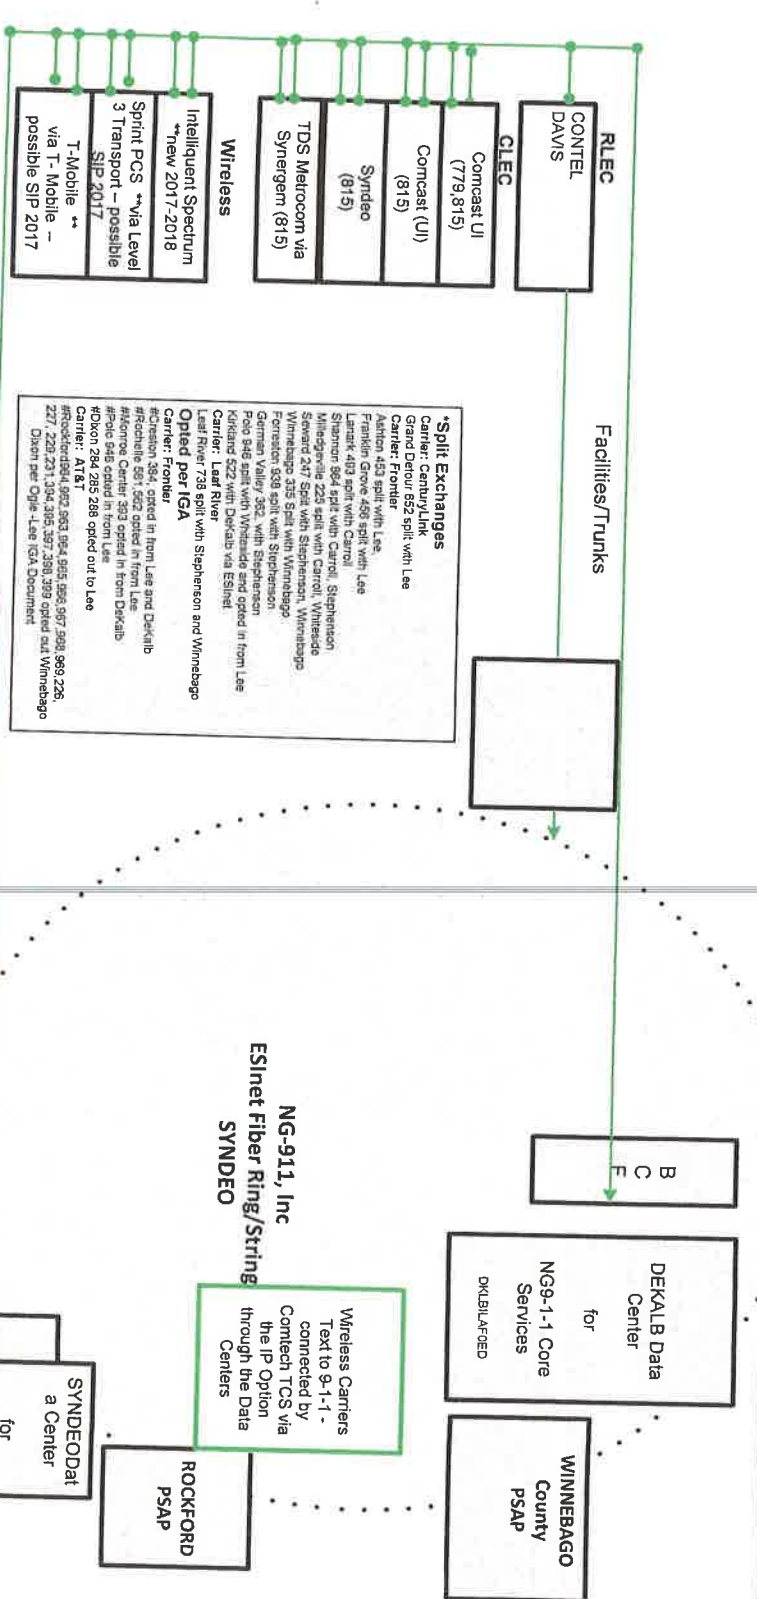 RLEC
CONTEL
DAVIS
CLEC
Comcast UI
(779,815)
Comcast (UI)
(815)
Syndeo
(815)
TDS Metrocom via
Synergem (815)
Wireless
Intelliquent Spectrum
**new 2017-2018
Sprint PCS **via Level
3 Transport – possible
SIP 2017
T-Mobile **
via T- Mobile –
possible SIP 2017
Facilities/Trunks
*Split Exchanges
Carrier: CenturyLink
Grand Detour 652 split with Lee
Carrier: Frontier
Ashton 453 split with Lee,
Franklin Grove 456 split with Lee
Lanark 493 split with Carroll
Shannon 864 split with Carroll, Stephenson
Milledgeville 225 split with Carroll, Whiteside
Seward 247 Split with Stephenson, Winnebago
Winnebago 335 Split with Winnebago
Forreston 938 split with Stephenson
German Valley 362, with Stephenson
Polo 946 split with Whiteside and opted in from Lee
Kirkland 522 with DeKalb via ESInet
Carrier: Leaf River
Leaf River 738 split with Stephenson and Winnebago
Opted per IGA
Carrier: Frontier
#Creston 384, opted in from Lee and DeKalb
#Rochelle 561,562 opted in from Lee
#Monroe Center 393 opted in from DeKalb
#Polo 946 opted in from Lee
#Dixon 284 285 288 opted out to Lee
Carrier: AT&T
#Rockford964,962,963,964,965,966,967,968,969,226,
227, 229,231,394,395,397,398,399 opted out Winnebago
Dixon per Ogle -Lee IGA Document
B
C
F
DEKALB Data
Center
for
NG9-1-1 Core
Services
DKLBILAF0ED
WINNEBAGO
County
PSAP
NG-911, Inc
ESInet Fiber Ring/String
SYNDEO
Wireless Carriers
Text to 9-1-1 -
connected by
Comtech TCS via
the IP Option
through the Data
Centers
ROCKFORD
PSAP
SYNDEODat
a Center
for